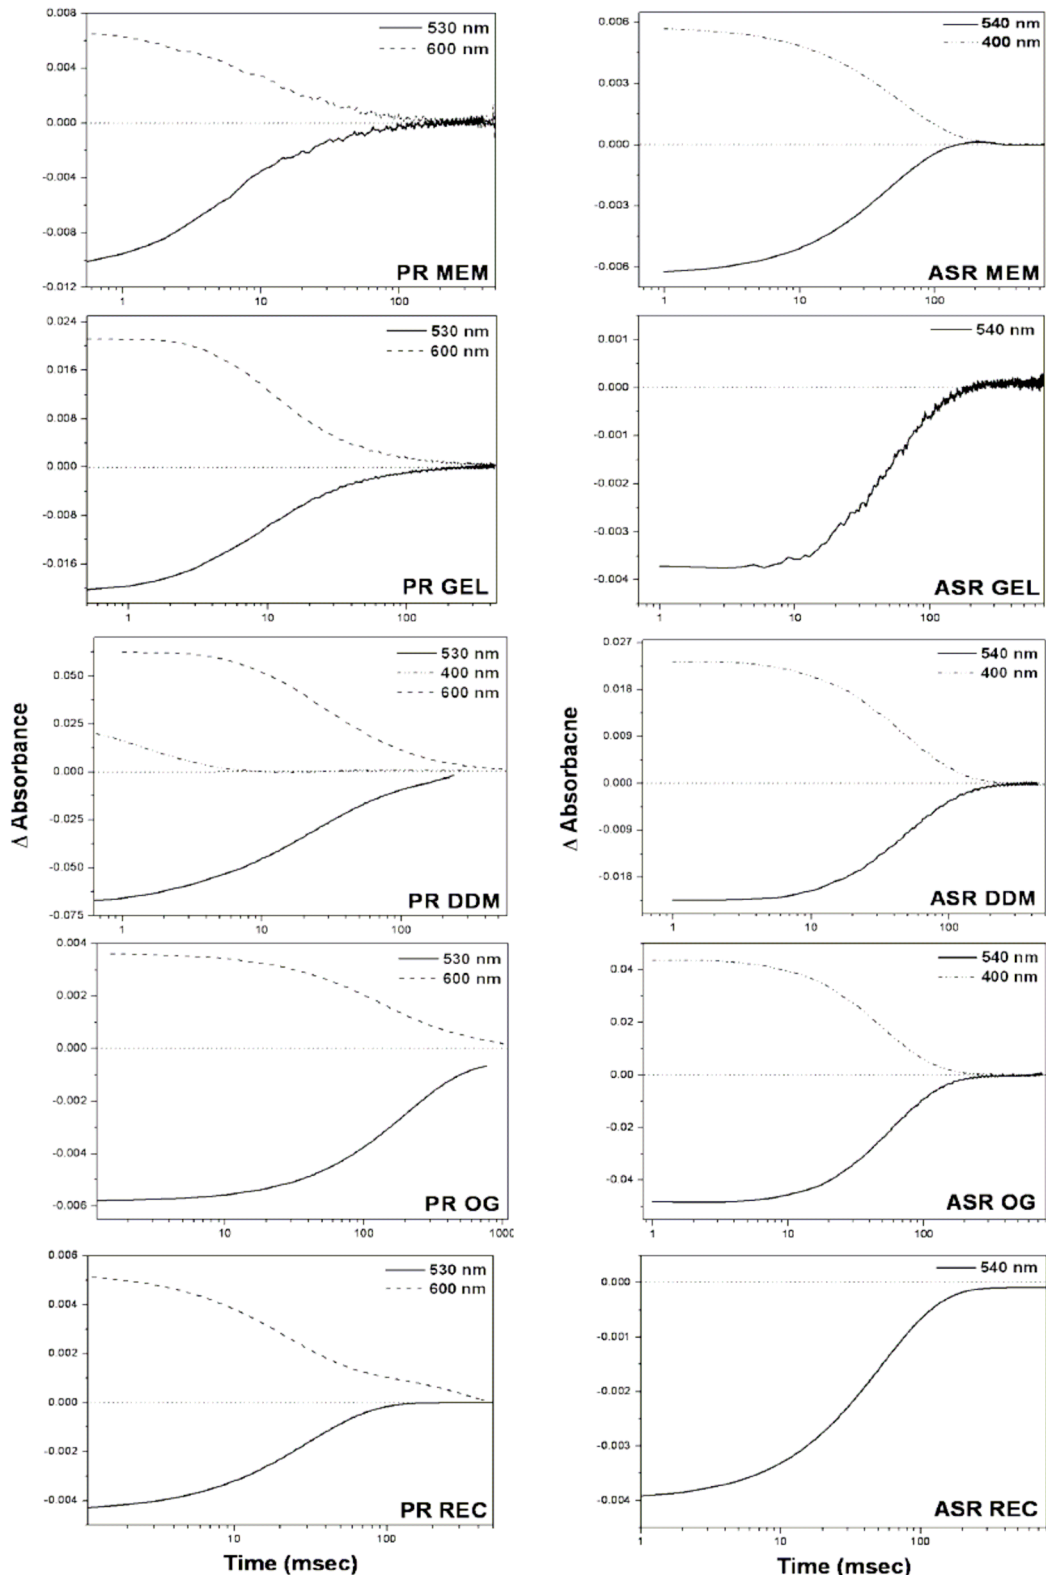 0.008
0.004
0.000
-0.004
-0.008
-0.012
530 nm
600 nm
PR MEM
1
10
100
0.006
0.003
0.000
-0.003
-0.006
540 nm
400 nm
ASR MEM
1
10
100
0.024
0.016
0.008
0.000
-0.008
-0.016
530 nm
600 nm
PR GEL
1
10
100
0.001
0.000
-0.001
-0.002
-0.003
-0.004
540 nm
ASR GEL
1
10
100
Δ Absorbance
0.050
0.025
0.000
-0.025
-0.050
-0.075
530 nm
400 nm
600 nm
PR DDM
1
10
100
Δ Absorbacne
0.027
0.018
0.009
0.000
-0.009
-0.018
540 nm
400 nm
ASR DDM
1
10
100
0.004
0.002
0.000
-0.002
-0.004
-0.006
530 nm
600 nm
PR OG
10
100
1000
0.04
0.02
0.00
-0.02
-0.04
540 nm
400 nm
ASR OG
1
10
100
0.006
0.004
0.002
0.000
-0.002
-0.004
530 nm
600 nm
PR REC
10
100
Time (msec)
0.000
-0.001
-0.002
-0.003
-0.004
540 nm
ASR REC
1
10
100
Time (msec)